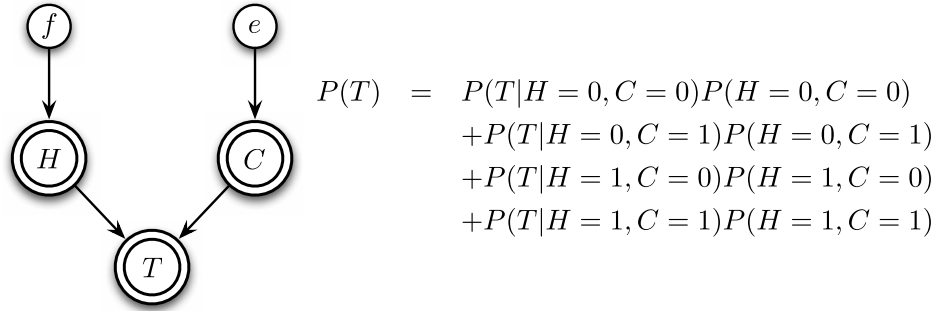 f
e
H
C
T
P(T) = P(T|H = 0, C = 0)P(H = 0, C = 0)
+P(T|H = 0, C = 1)P(H = 0, C = 1)
+P(T|H = 1, C = 0)P(H = 1, C = 0)
+P(T|H = 1, C = 1)P(H = 1, C = 1)